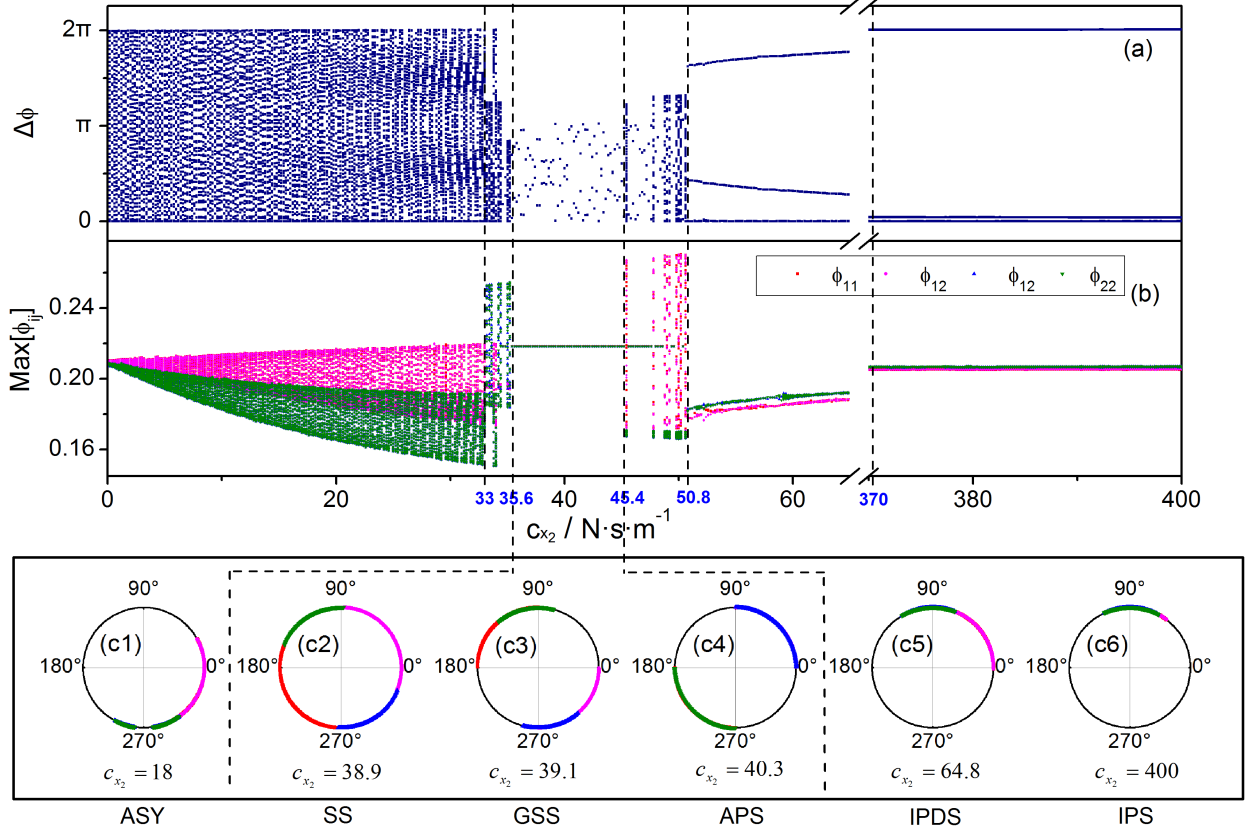 2π
(a)
Δϕ
π
0
ϕ11 ϕ12 ϕ12 ϕ22
(b)
0.24
Max[ϕij]
0.20
0.16
0 20 33 35.6 40 45.4 50.8 60 370 380 400
cx2 / N·s·m-1
90° 90° 90° 90° 90° 90°
(c1) (c2) (c3) (c4) (c5) (c6)
180° 0° 180° 0° 180° 0° 180° 0° 180° 0° 180° 0°
270° 270° 270° 270° 270° 270°
cx2 = 18 cx2 = 38.9 cx2 = 39.1 cx2 = 40.3 cx2 = 64.8 cx2 = 400
ASY SS GSS APS IPDS IPS